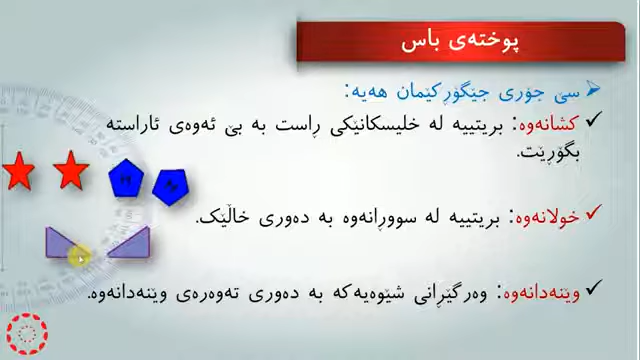 پوختەی باس
سێ جۆری جێگۆڕکێمان هەیە:
کشانەوە: بریتییە لە خلیسکانێکی ڕاست بە بێ ئەوەی ئاراستە
بگۆڕێت.
خولانەوە: بریتییە لە سووڕانەوە بە دەوری خاڵێک.
وێنەدانەوە: وەرگێڕانی شێوەیەکە بە دەوری تەوەرەی وێنەدانەوە.